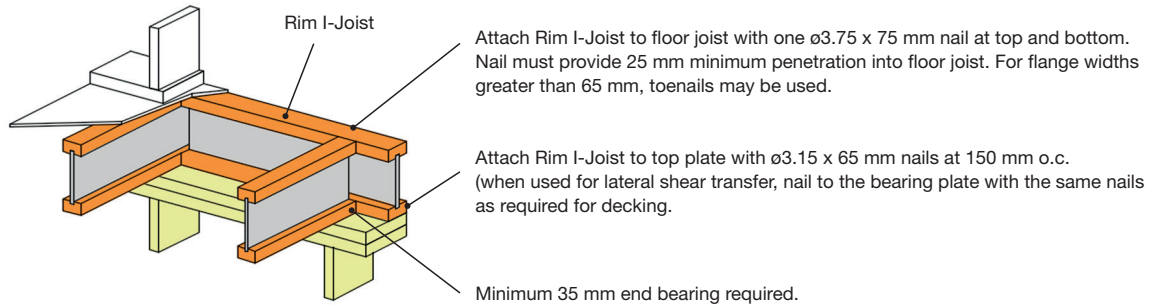 Rim I-Joist
Attach Rim I-Joist to floor joist with one ø3.75 x 75 mm nail at top and bottom.
Nail must provide 25 mm minimum penetration into floor joist. For flange widths
greater than 65 mm, toenails may be used.
Attach Rim I-Joist to top plate with ø3.15 x 65 mm nails at 150 mm o.c.
(when used for lateral shear transfer, nail to the bearing plate with the same nails
as required for decking.
Minimum 35 mm end bearing required.